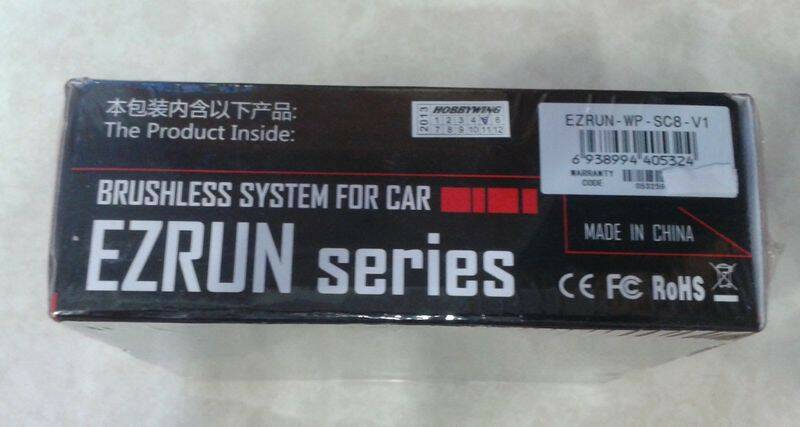 本包装内含以下产品:
The Product Inside:
2013 HOBBYWING
1 2 3 4 6
7 8 9 10 11 12
EZRUN-WP-SC8-V1
6 938994 405324
WARRANTY
CODE
BRUSHLESS SYSTEM FOR CAR
EZRUN series
MADE IN CHINA
CE FC RoHS